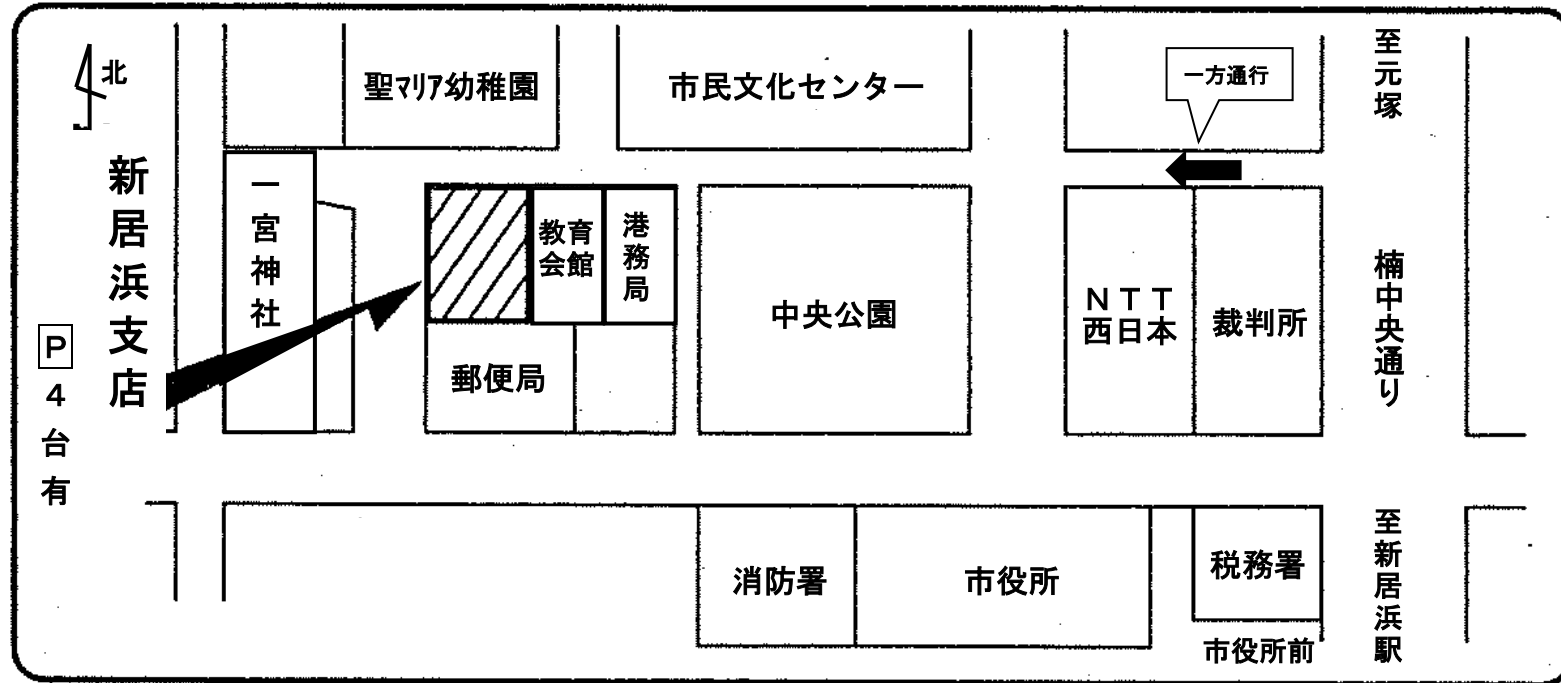 北
新居浜支店
P
4台有
聖マリア幼稚園
市民文化センター
一方通行
至元塚
一宮神社
教育
会館
港務局
中央公園
NTT
西日本
裁判所
楠中央通り
郵便局
消防署
市役所
税務署
市役所前
至新居浜駅